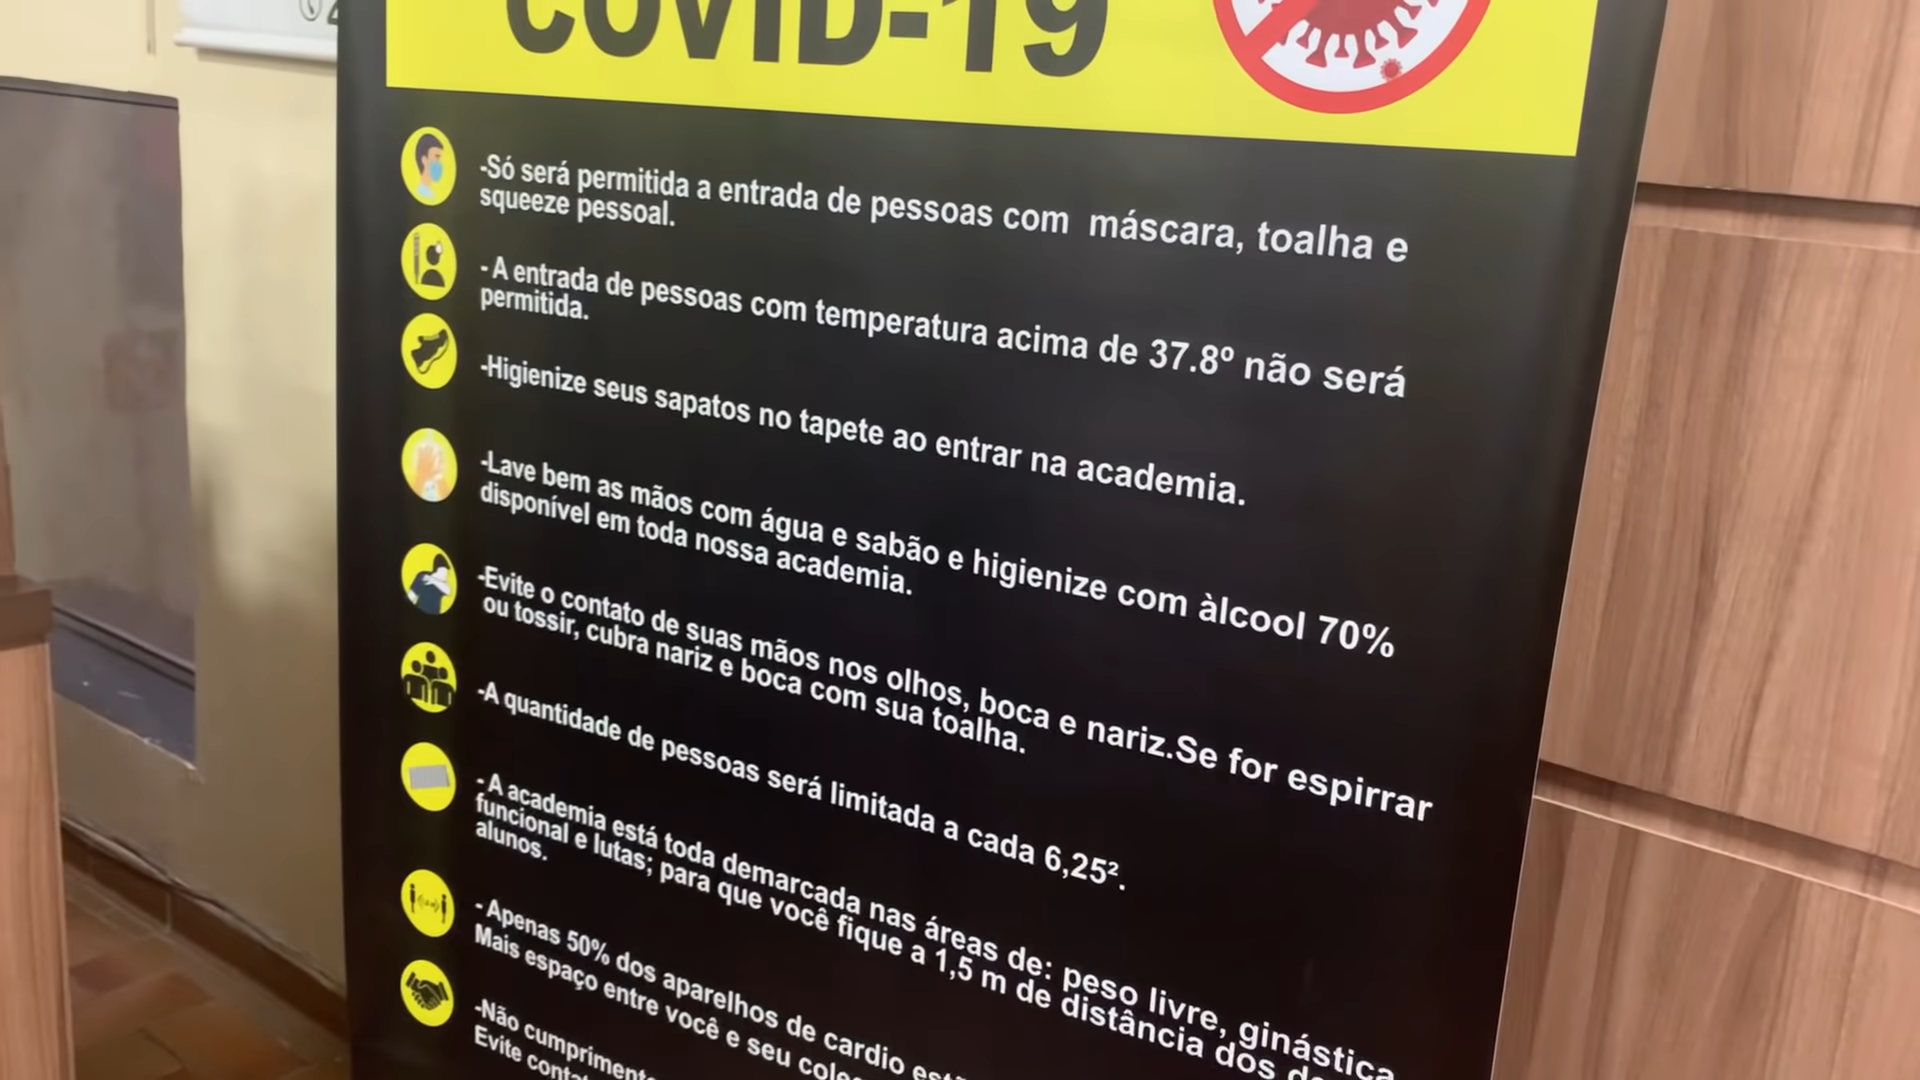 COVID-19
-Só será permitida a entrada de pessoas com máscara, toalha e
squeeze pessoal.
- A entrada de pessoas com temperatura acima de 37.8º não será
permitida.
-Higienize seus sapatos no tapete ao entrar na academia.
-Lave bem as mãos com água e sabão e higienize com àlcool 70%
disponível em toda nossa academia.
-Evite o contato de suas mãos nos olhos, boca e nariz.Se for espirrar
ou tossir, cubra nariz e boca com sua toalha.
-A quantidade de pessoas será limitada a cada 6,25².
- A academia está toda demarcada nas áreas de: peso livre, ginástica
funcional e lutas; para que você fique a 1,5 m de distância dos
alunos.
- Apenas 50% dos aparelhos de cardio
Mais espaço entre você e seu
-Não
Evite